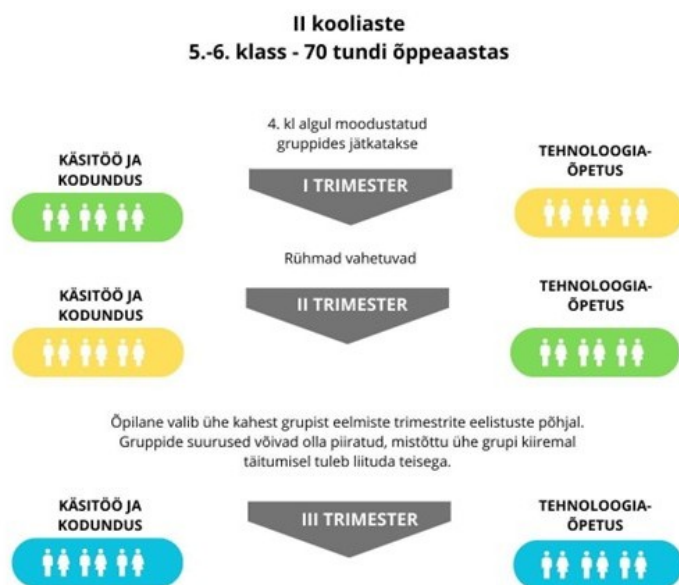 II kooliaste
5.-6. klass - 70 tundi õppeaastas
4. kl algul moodustatud
gruppides jätkatakse
KÄSITÖÖ JA
KODUNDUS
I TRIMESTER
TEHNOLOOGIA-
ÕPETUS
Rühmad vahetuvad
KÄSITÖÖ JA
KODUNDUS
II TRIMESTER
TEHNOLOOGIA-
ÕPETUS
Õpilane valib ühe kahest grupist eelmiste trimestrite eelistuste põhjal.
Gruppide suurused võivad olla piiratud, mistõttu ühe grupi kiiremal
täitumisel tuleb liituda teisega.
KÄSITÖÖ JA
KODUNDUS
III TRIMESTER
TEHNOLOOGIA-
ÕPETUS